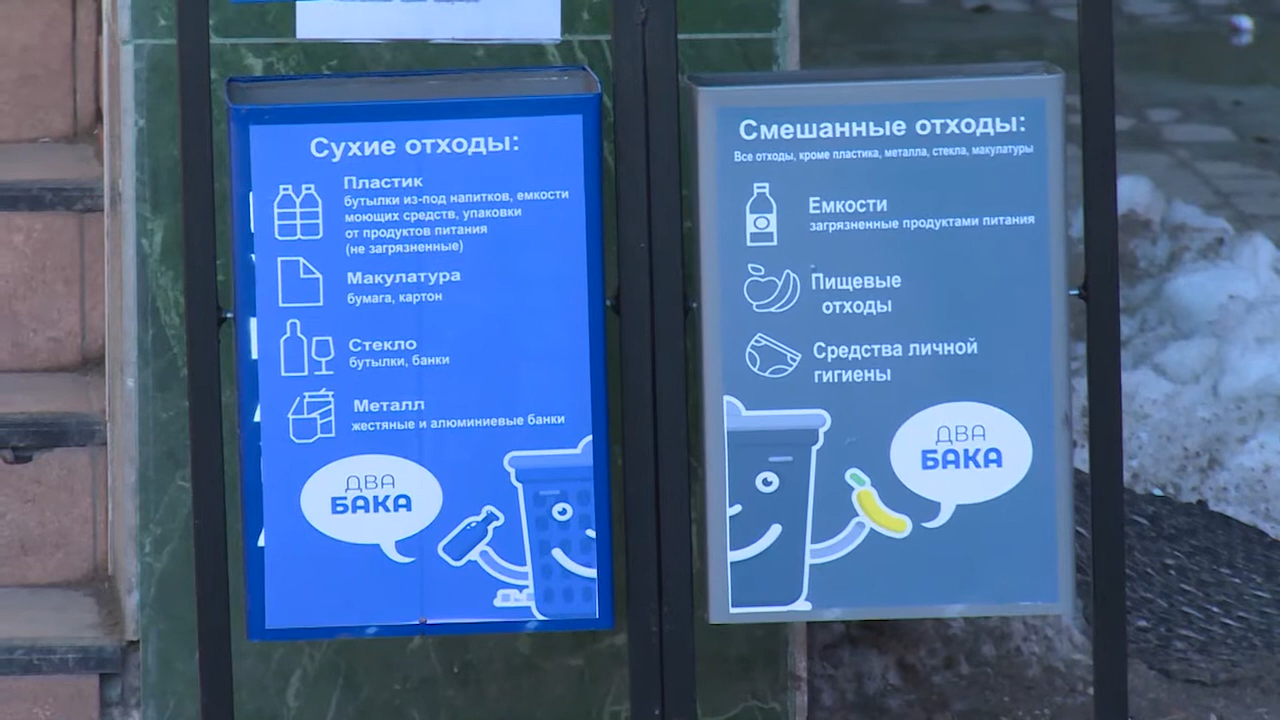 Сухие отходы:
Пластик
бутылки из-под напитков, емкости
моющих средств, упаковки
от продуктов питания
(не загрязненные)
Макулатура
бумага, картон
Стекло
бутылки, банки
Металл
жестяные и алюминиевые банки
ДВА
БАКА
Смешанные отходы:
Все отходы, кроме пластика, металла, стекла, макулатуры
Емкости
загрязненные продуктами питания
Пищевые
отходы
Средства личной
гигиены
ДВА
БАКА